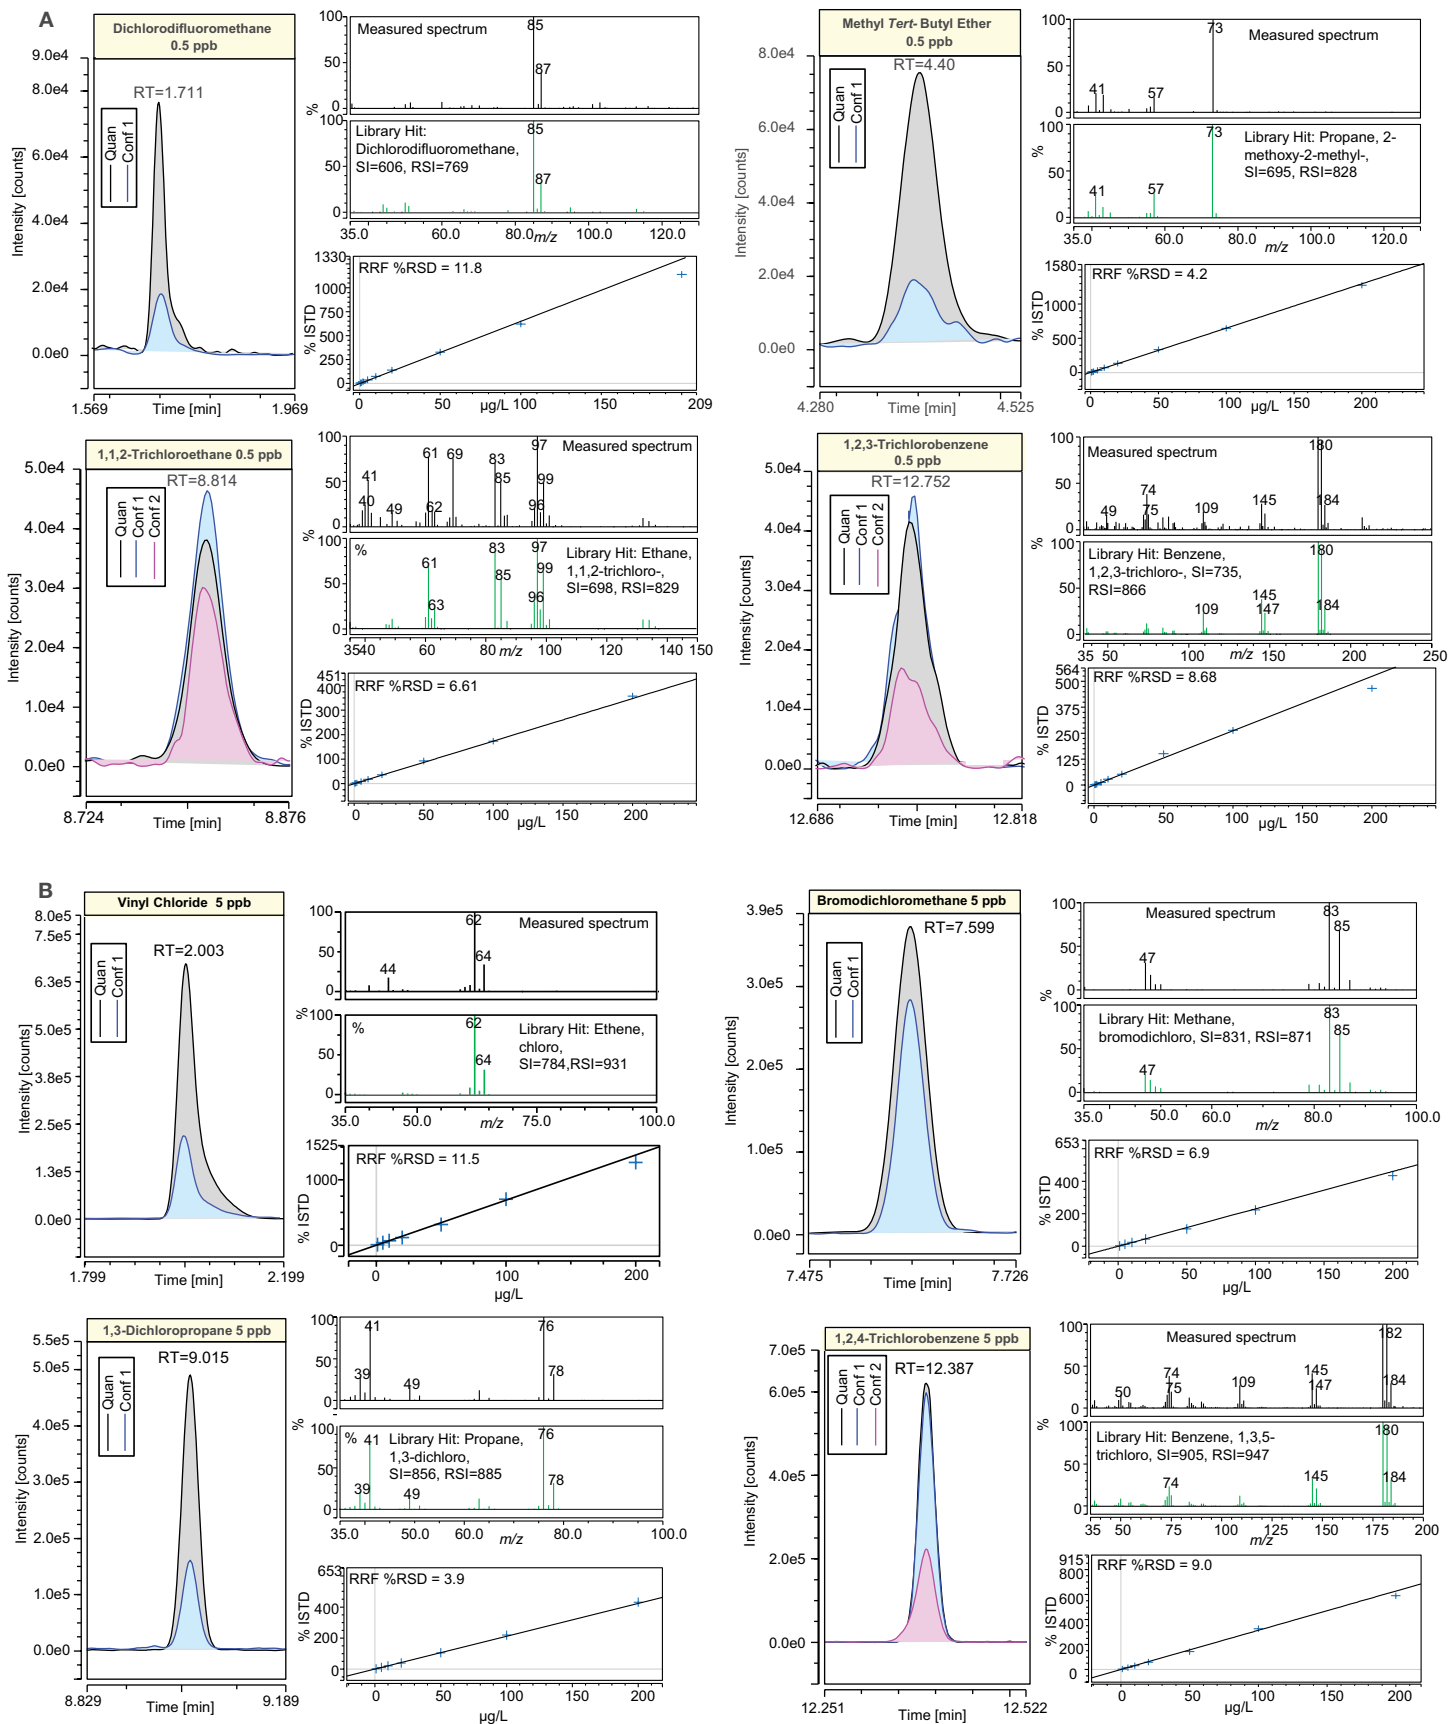 A
Dichlorodifluoromethane
0.5 ppb
9.0e4
8.0e4
6.0e4
4.0e4
2.0e4
0.0e0
Intensity [counts]
RT=1.711
Quan
Conf 1
1.569
Time [min]
1.969
100
50
0
%
Measured spectrum
85
87
100
50
0
Library Hit:
Dichlorodifluoromethane,
SI=606, RSI=769
85
87
35.0
60.0
80.0
m/z
100.0
120.0
RRF %RSD = 11.8
1330
1000
750
500
250
0
% ISTD
0
50
µg/L
100
150
209
Methyl Tert- Butyl Ether
0.5 ppb
8.0e4
6.0e4
4.0e4
2.0e4
0.0e0
Intensity [counts]
RT=4.40
Quan
Conf 1
4.280
Time [min]
4.525
100
50
0
%
Measured spectrum
73
41
57
100
50
0
Library Hit: Propane, 2-
methoxy-2-methyl-,
SI=695, RSI=828
73
41
57
35.0
60.0
80.0
m/z
100.0
120.0
RRF %RSD = 4.2
1580
1000
500
0
% ISTD
0
50
100
µg/L
150
200
1,1,2-Trichloroethane 0.5 ppb
5.0e4
4.0e4
3.0e4
2.0e4
1.0e4
0.0e0
Intensity [counts]
RT=8.814
Quan
Conf 1
Conf 2
8.724
Time [min]
8.876
100
50
0
%
Measured spectrum
41
40
49
61
62
69
83
85
97
96
99
100
50
0
%
Library Hit: Ethane,
1,1,2-trichloro-,
SI=698, RSI=829
61
63
83
85
97
96
99
35
40
60
80
m/z
100
120
140
150
RRF %RSD = 6.61
451
400
300
200
100
0
% ISTD
0
50
100
µg/L
150
200
1,2,3-Trichlorobenzene
0.5 ppb
5.0e4
4.0e4
3.0e4
2.0e4
1.0e4
0.0e0
Intensity [counts]
RT=12.752
Quan
Conf 1
Conf 2
12.686
Time [min]
12.818
100
50
0
%
Measured spectrum
49
74
75
109
145
180
184
100
50
0
Library Hit: Benzene,
1,2,3-trichloro-, SI=735,
RSI=866
109
145
147
180
184
35
50
100
m/z
150
200
250
RRF %RSD = 8.68
564
500
375
250
125
0
% ISTD
0
50
100
µg/L
150
200
B
Vinyl Chloride 5 ppb
8.0e5
7.5e5
6.3e5
5.0e5
3.8e5
2.5e5
1.3e5
0.0e0
Intensity [counts]
RT=2.003
Quan
Conf 1
1.799
Time [min]
2.199
100
50
0
%
Measured spectrum
44
62
64
100
50
0
%
Library Hit: Ethene,
chloro,
SI=784,RSI=931
62
64
35.0
50.0
m/z
75.0
100.0
RRF %RSD = 11.5
1525
1000
0
% ISTD
0
100
200
µg/L
Bromodichloromethane 5 ppb
3.9e5
3.0e5
2.0e5
1.0e5
0.0e0
Intensity [counts]
RT=7.599
Quan
Conf 1
7.475
Time [min]
7.726
100
50
0
%
Measured spectrum
47
83
85
100
50
0
Library Hit: Methane,
bromodichloro, SI=831, RSI=871
47
83
85
35.0
50.0
60.0
m/z
80.0
100.0
RRF %RSD = 6.9
653
400
200
0
% ISTD
0
50
100
150
200
µg/L
1,3-Dichloropropane 5 ppb
5.5e5
5.0e5
4.0e5
3.0e5
2.0e5
1.0e5
0.0e0
Intensity [counts]
RT=9.015
Quan
Conf 1
8.829
Time [min]
9.189
100
50
0
%
41
39
49
76
78
100
50
0
%
Library Hit: Propane,
1,3-dichloro,
SI=856, RSI=885
41
39
49
76
78
35.0
60.0
m/z
80.0
100.0
RRF %RSD = 3.9
653
400
200
0
% ISTD
0
50
100
150
200
µg/L
1,2,4-Trichlorobenzene 5 ppb
7.0e5
6.0e5
4.0e5
2.0e5
0.0e0
Intensity [counts]
RT=12.387
Quan
Conf 1
Conf 2
12.251
Time [min]
12.522
100
50
0
%
Measured spectrum
50
74
75
109
145
147
182
184
100
50
0
Library Hit: Benzene, 1,3,5-
trichloro, SI=905, RSI=947
74
145
180
184
35
50
75
100
m/z
125
150
175
200
RRF %RSD = 9.0
915
800
600
400
200
0
% ISTD
0
50
100
150
200
µg/L